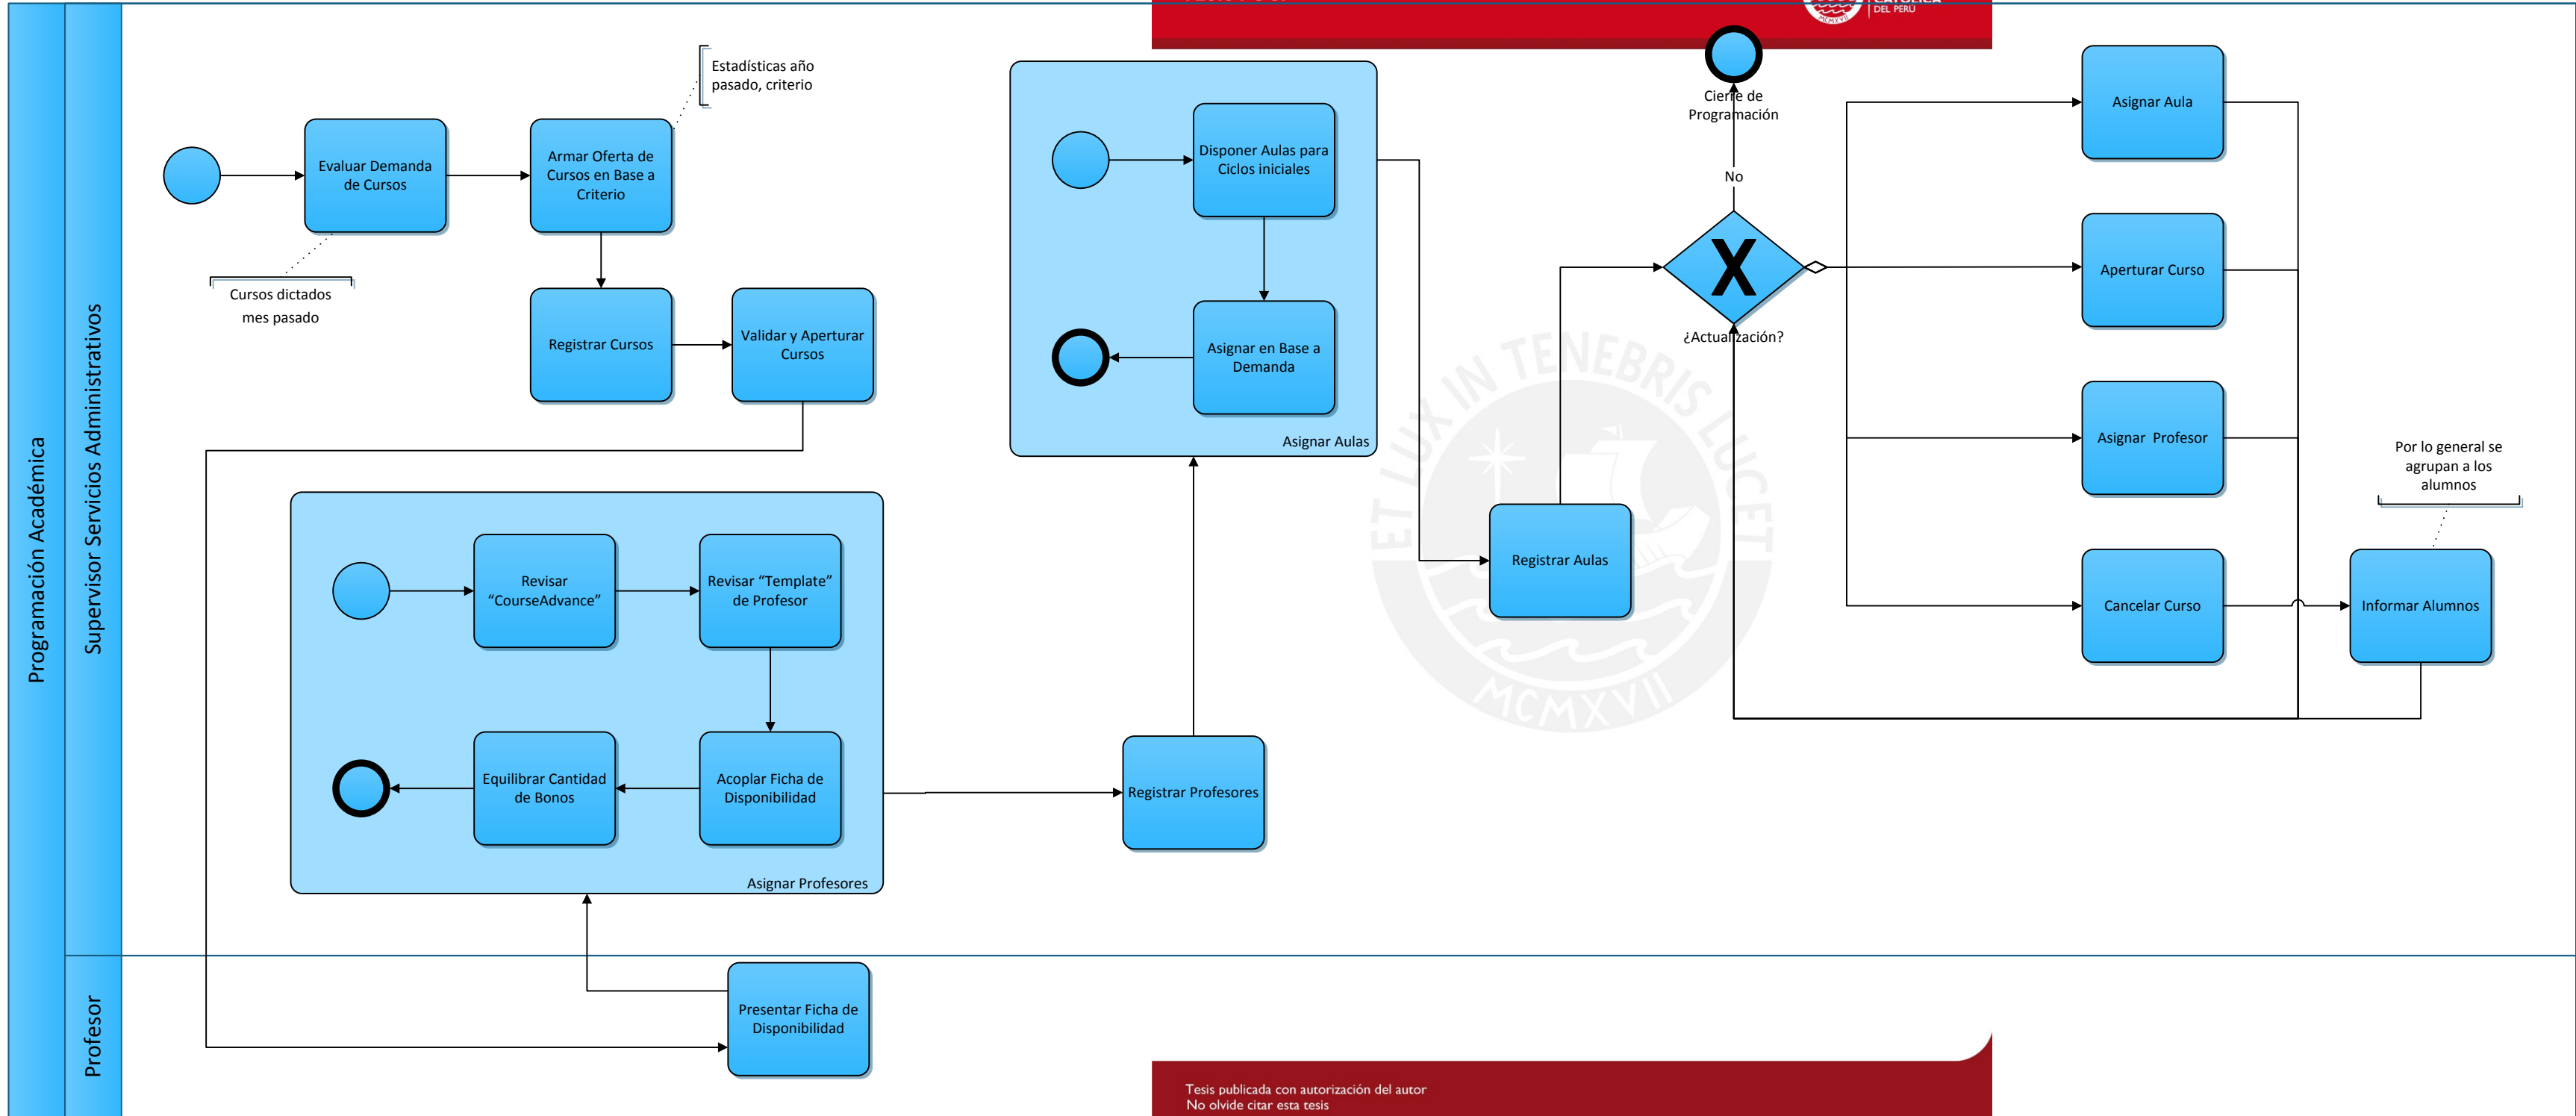 Programación Académica
Supervisor Servicios Administrativos
Profesor
CATÓLICA
DEL PERÚ
MCMXVII
Estadísticas año
pasado, criterio
Evaluar Demanda
de Cursos
Armar Oferta de
Cursos en Base a
Criterio
Cursos dictados
mes pasado
Registrar Cursos
Validar y Aperturar
Cursos
Revisar
“CourseAdvance”
Revisar “Template”
de Profesor
Equilibrar Cantidad
de Bonos
Acoplar Ficha de
Disponibilidad
Asignar Profesores
Presentar Ficha de
Disponibilidad
Registrar Profesores
Disponer Aulas para
Ciclos iniciales
Asignar en Base a
Demanda
Asignar Aulas
Registrar Aulas
Cierre de
Programación
No
X
¿Actualización?
Asignar Aula
Aperturar Curso
Asignar Profesor
Cancelar Curso
Por lo general se
agrupan a los
alumnos
Informar Alumnos
ET LUX IN TENEBRIS LUCET
MCMXVII
Tesis publicada con autorización del autor
No olvide citar esta tesis